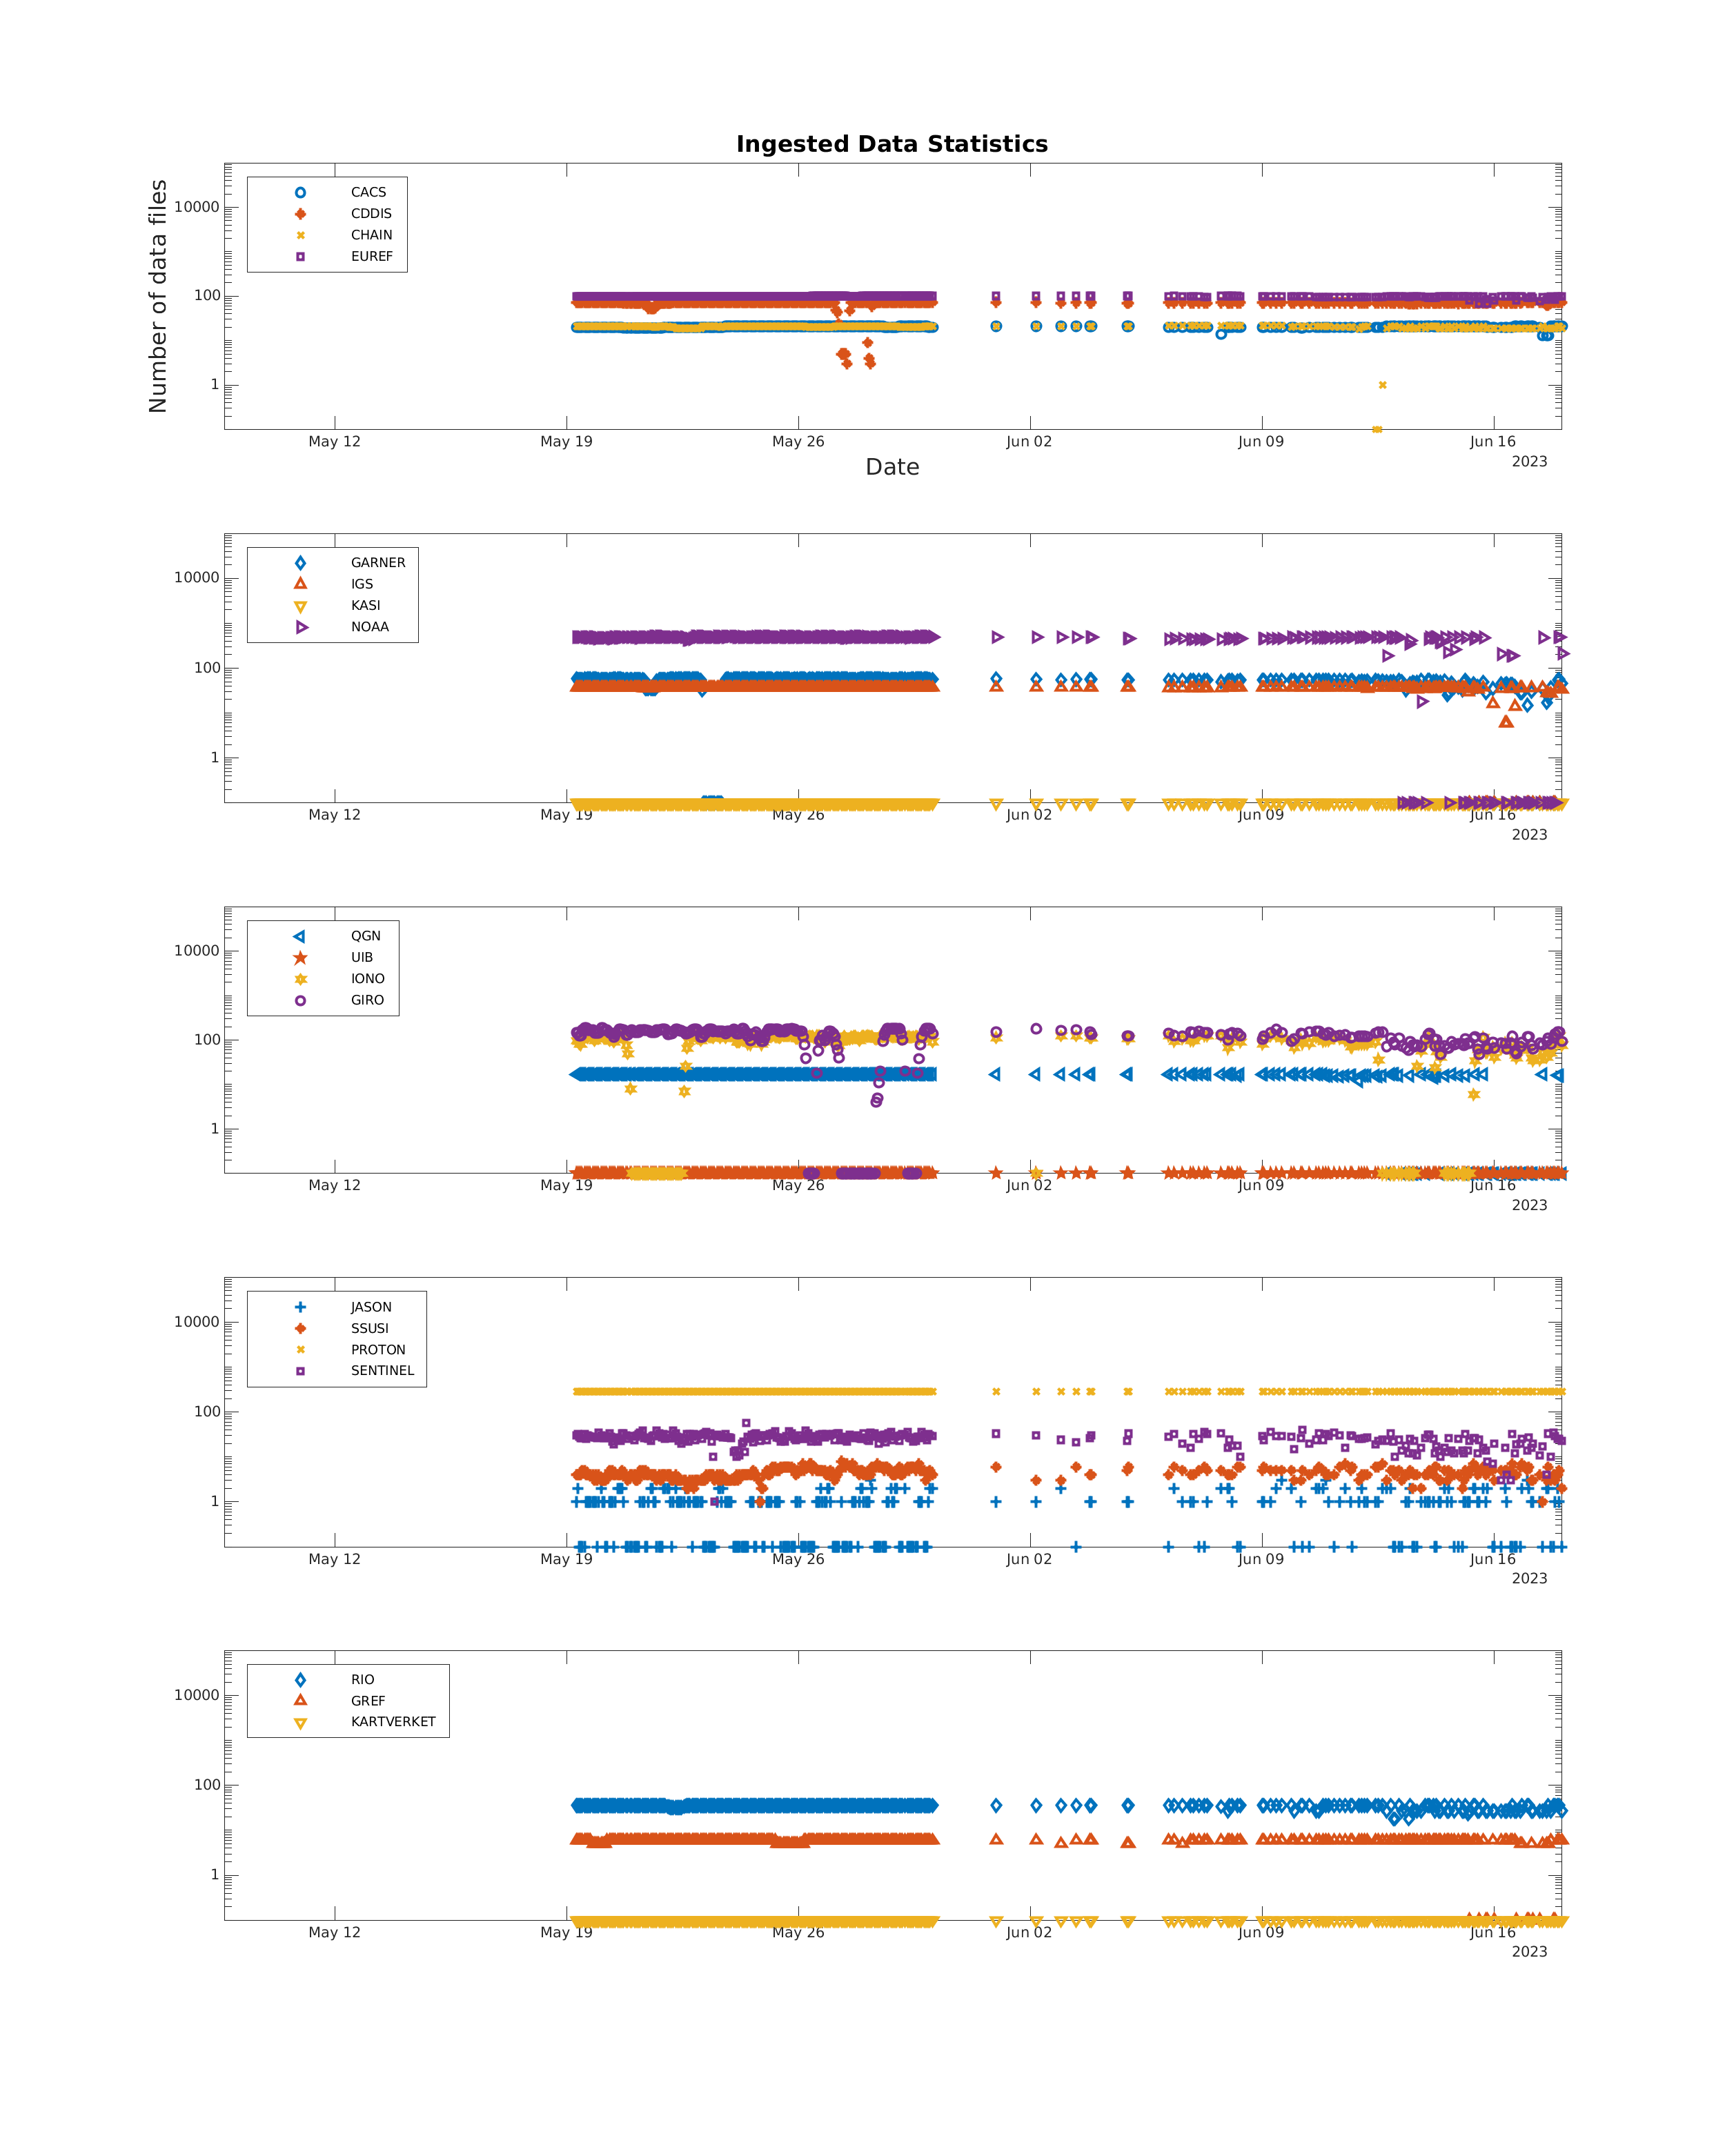 Ingested Data Statistics
Number of data files
10000
100
1
CACS
CDDIS
CHAIN
EUREF
May 12 May 19 May 26 Jun 02 Jun 09 Jun 16
2023
Date
10000
100
1
GARNER
IGS
KASI
NOAA
May 12 May 19 May 26 Jun 02 Jun 09 Jun 16
2023
10000
100
1
QGN
UIB
IONO
GIRO
May 12 May 19 May 26 Jun 02 Jun 09 Jun 16
2023
10000
100
1
JASON
SSUSI
PROTON
SENTINEL
May 12 May 19 May 26 Jun 02 Jun 09 Jun 16
2023
10000
100
1
RIO
GREF
KARTVERKET
May 12 May 19 May 26 Jun 02 Jun 09 Jun 16
2023